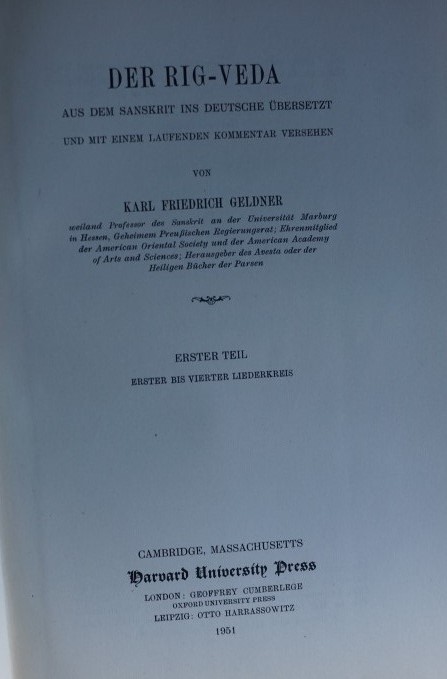 DER RIG-VEDA
AUS DEM SANSKRIT INS DEUTSCHE ÜBERSETZT
UND MIT EINEM LAUFENDEN KOMMENTAR VERSEHEN
VON
KARL FRIEDRICH GELDNER
weiland Professor des Sanskrit an der Universität Marburg
in Hessen, Geheimem Preußischen Regierungsrat; Ehrenmitglied
der American Oriental Society und der American Academy
of Arts and Sciences; Herausgeber des Avesta oder der
Heiligen Bücher der Parsen
ERSTER TEIL
ERSTER BIS VIERTER LIEDERKREIS
CAMBRIDGE, MASSACHUSETTS
Harvard University Press
LONDON: GEOFFREY CUMBERLEGE
OXFORD UNIVERSITY PRESS
LEIPZIG: OTTO HARRASSOWITZ
1951